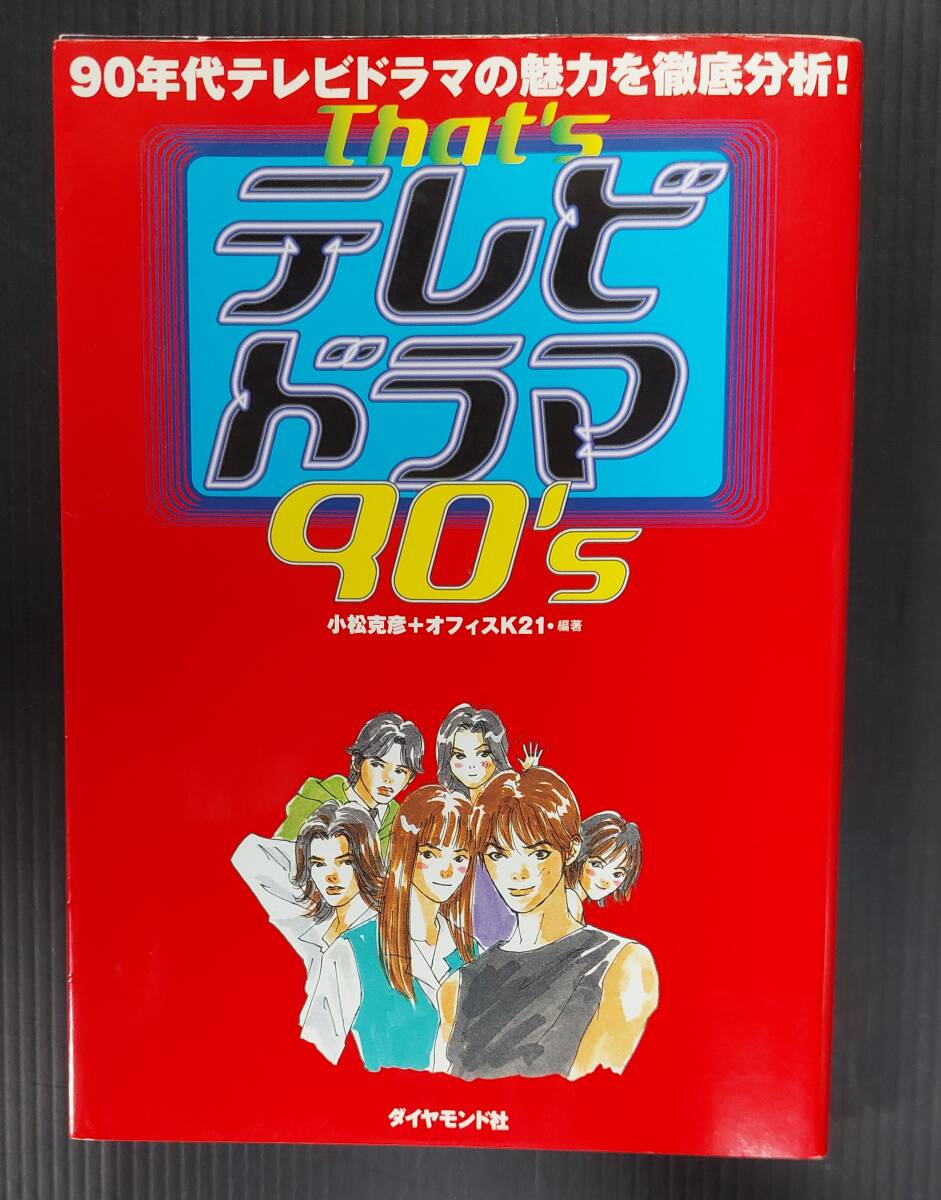 90年代テレビドラマの魅力を徹底分析!
That's
テレビ
ドラマ
90's
小松克彦+オフィスK21・編著
ダイヤモンド社